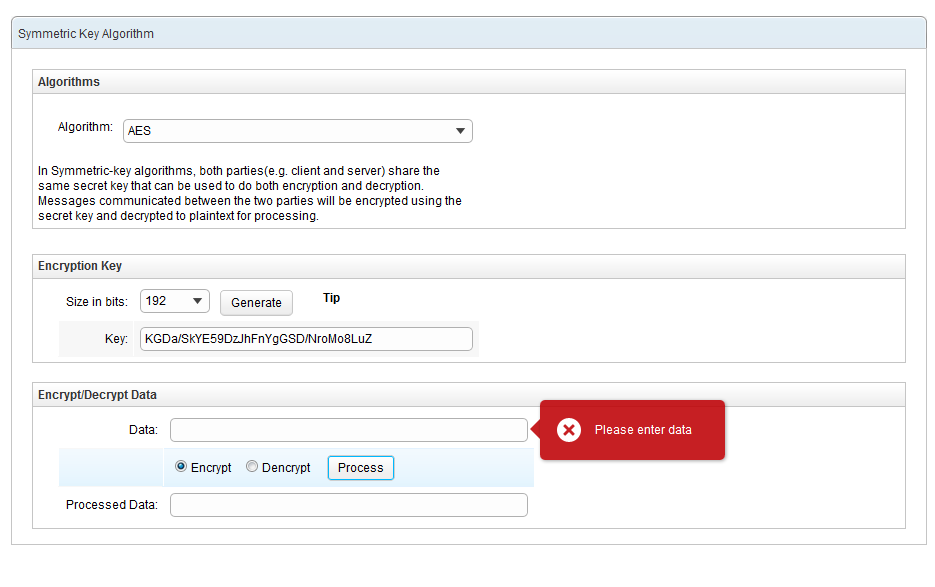 Symmetric Key Algorithm
Algorithms
Algorithm: AES
In Symmetric-key algorithms, both parties(e.g. client and server) share the
same secret key that can be used to do both encryption and decryption.
Messages communicated between the two parties will be encrypted using the
secret key and decrypted to plaintext for processing.
Encryption Key
Size in bits: 192 Generate Tip
Key: KGDa/SkYE59DzJhFnYgGSD/NroMo8LuZ
Encrypt/Decrypt Data
Data: Please enter data
Encrypt Dencrypt Process
Processed Data: